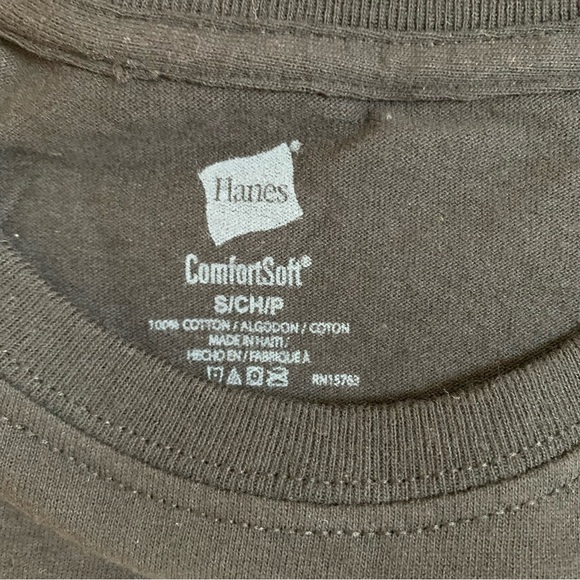 Hanes®
ComfortSoft®
S/CH/P
100% COTTON / ALGODON / COTON
MADE IN HAITI /
HECHO EN / FABRIQUÉ À
RN15763